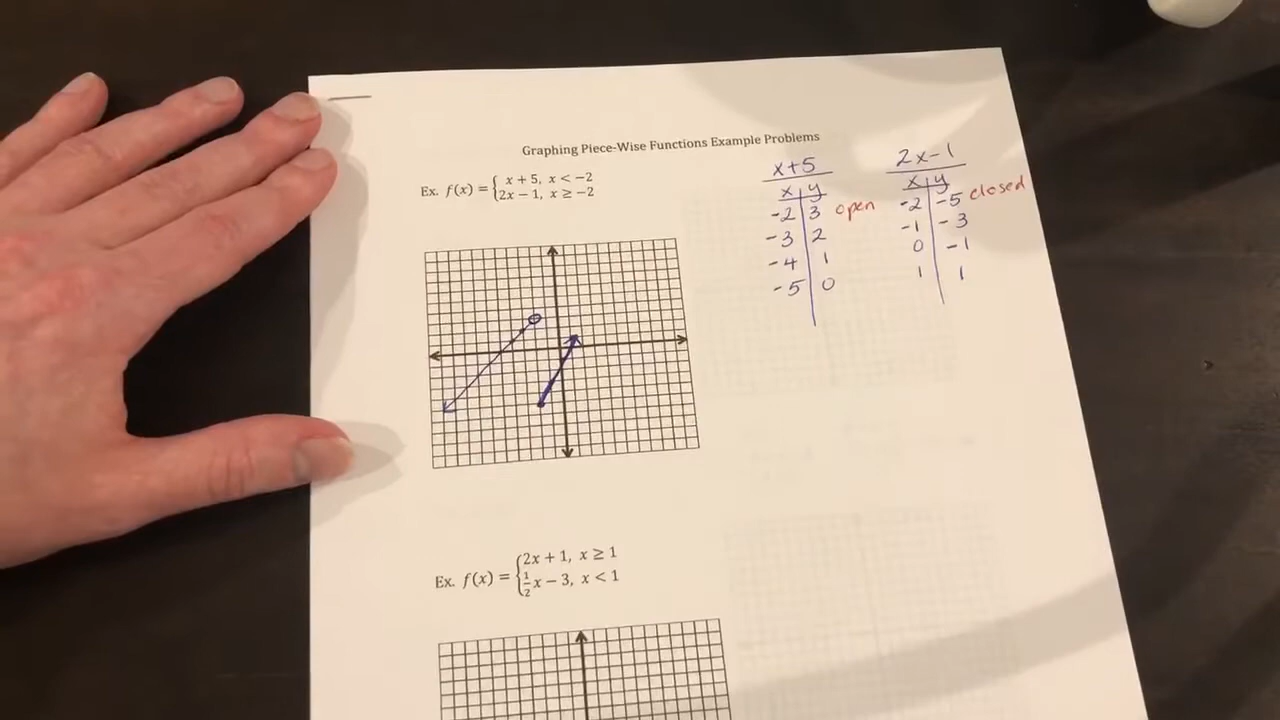 Graphing Piece-Wise Functions Example Problems
Ex. f(x) = { x + 5, x < −2
2x − 1, x ≥ −2
x+5
x y
-2 3 open
-3 2
-4 1
-5 0
2x-1
x y
-2 -5 closed
-1 -3
0 -1
1 1
Ex. f(x) = { 2x + 1, x ≥ 1
1/2 x − 3, x < 1